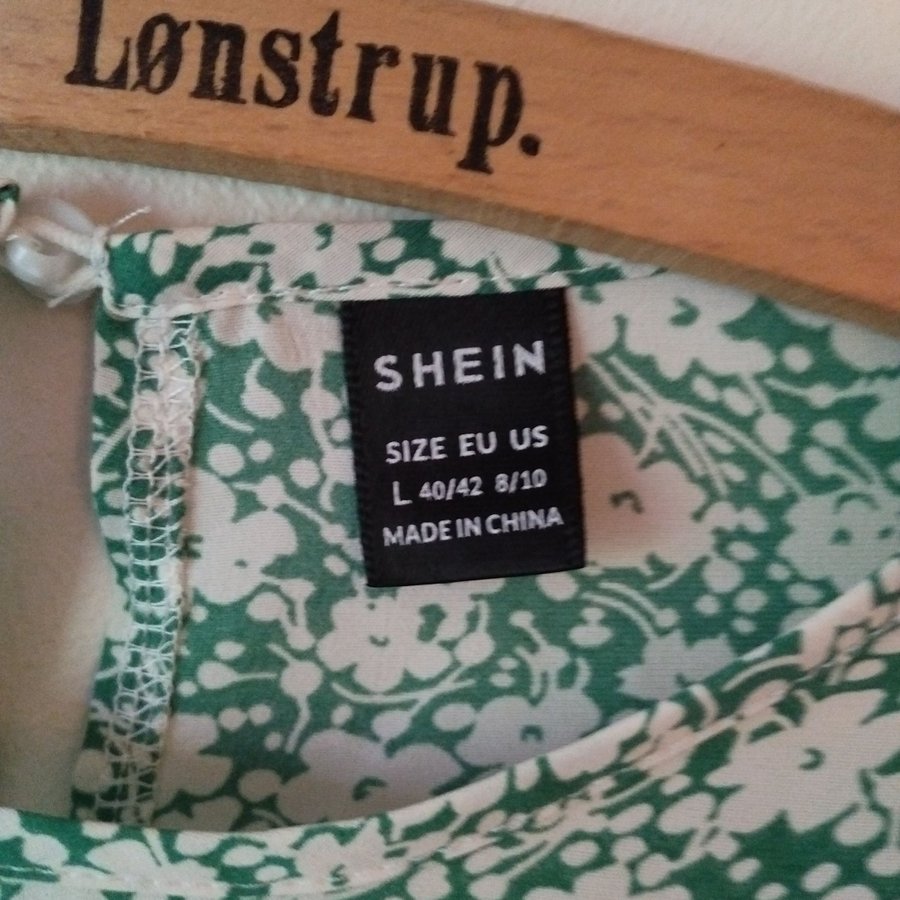 Lønstrup.
SHEIN
SIZE EU US
L 40/42 8/10
MADE IN CHINA